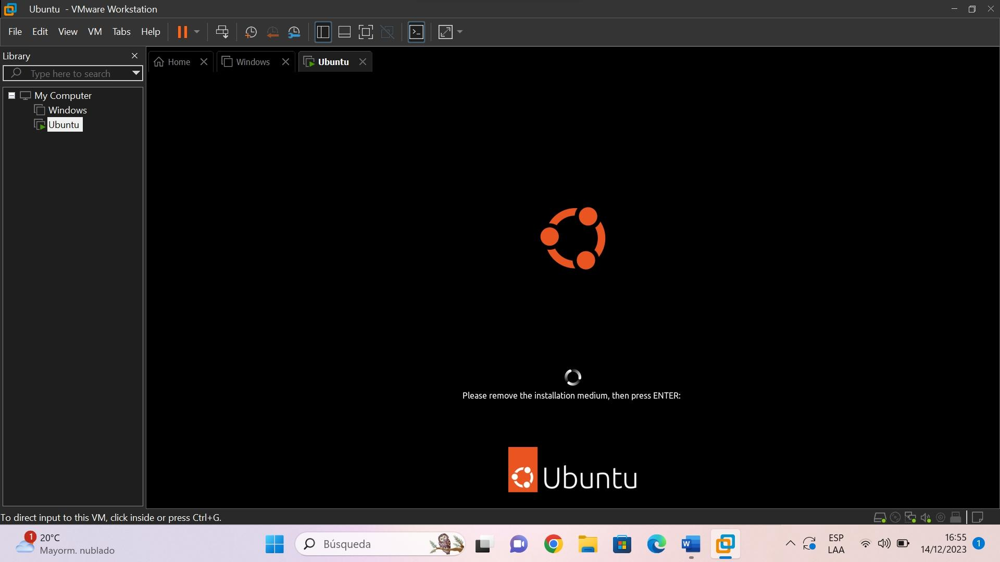 Ubuntu - VMware Workstation
File Edit View VM Tabs Help
Library
Type here to search
My Computer
Windows
Ubuntu
Home
Windows
Ubuntu
Please remove the installation medium, then press ENTER:
Ubuntu
To direct input to this VM, click inside or press Ctrl+G.
1
20°C
Mayorm. nublado
Búsqueda
W
ESP
LAA
16:55
14/12/2023
1